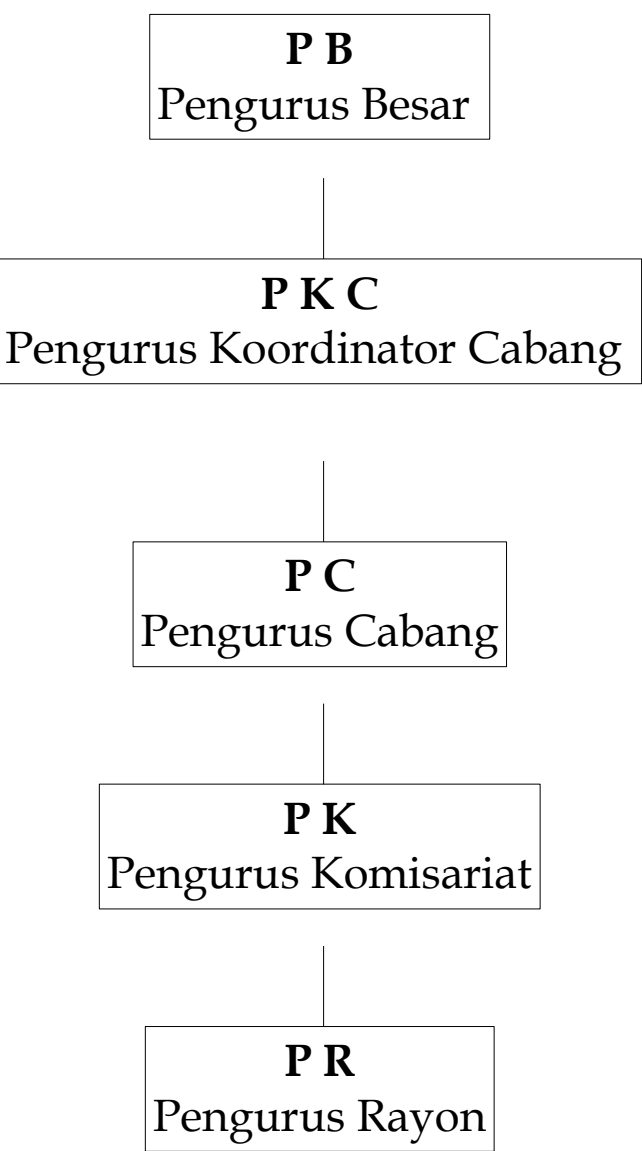 P B
Pengurus Besar
P K C
Pengurus Koordinator Cabang
P C
Pengurus Cabang
P K
Pengurus Komisariat
P R
Pengurus Rayon